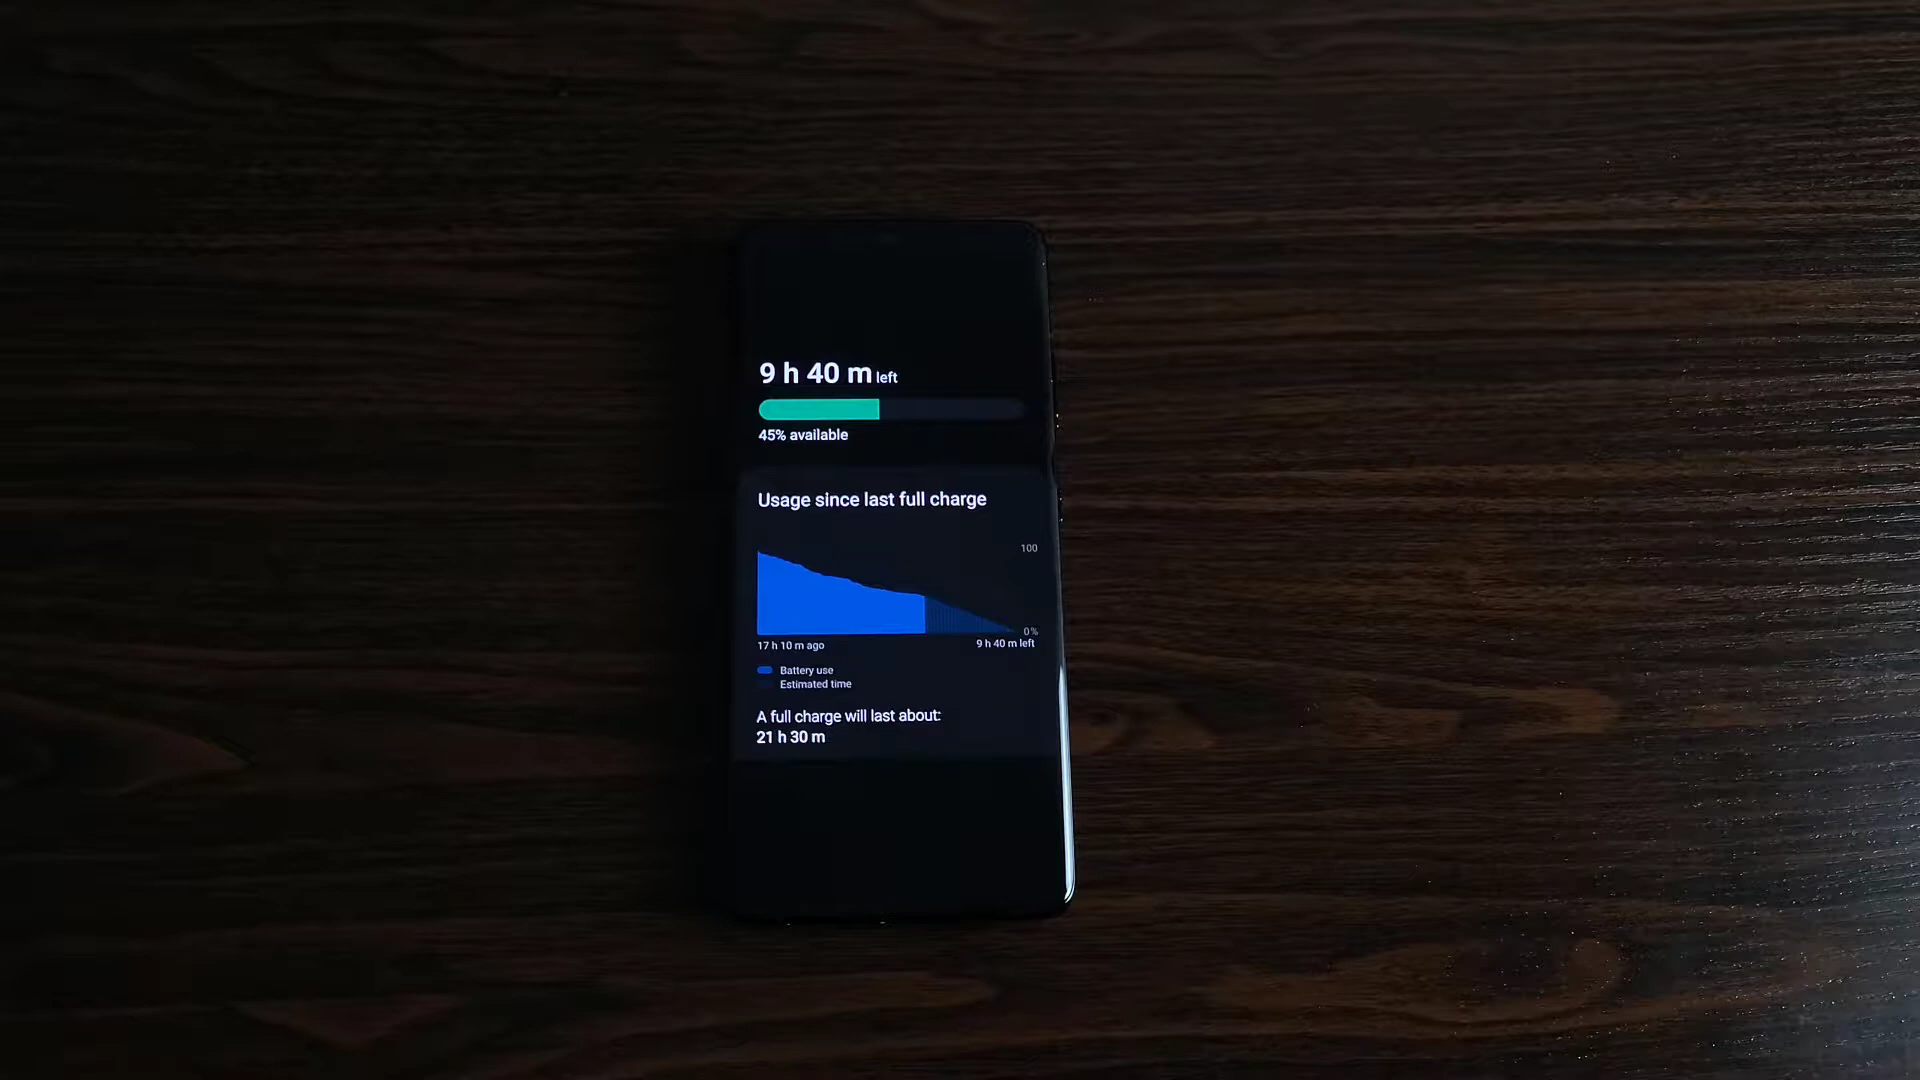 9 h 40 m left
45% available
Usage since last full charge
100
0%
17 h 10 m ago
9 h 40 m left
Battery use
Estimated time
A full charge will last about:
21 h 30 m